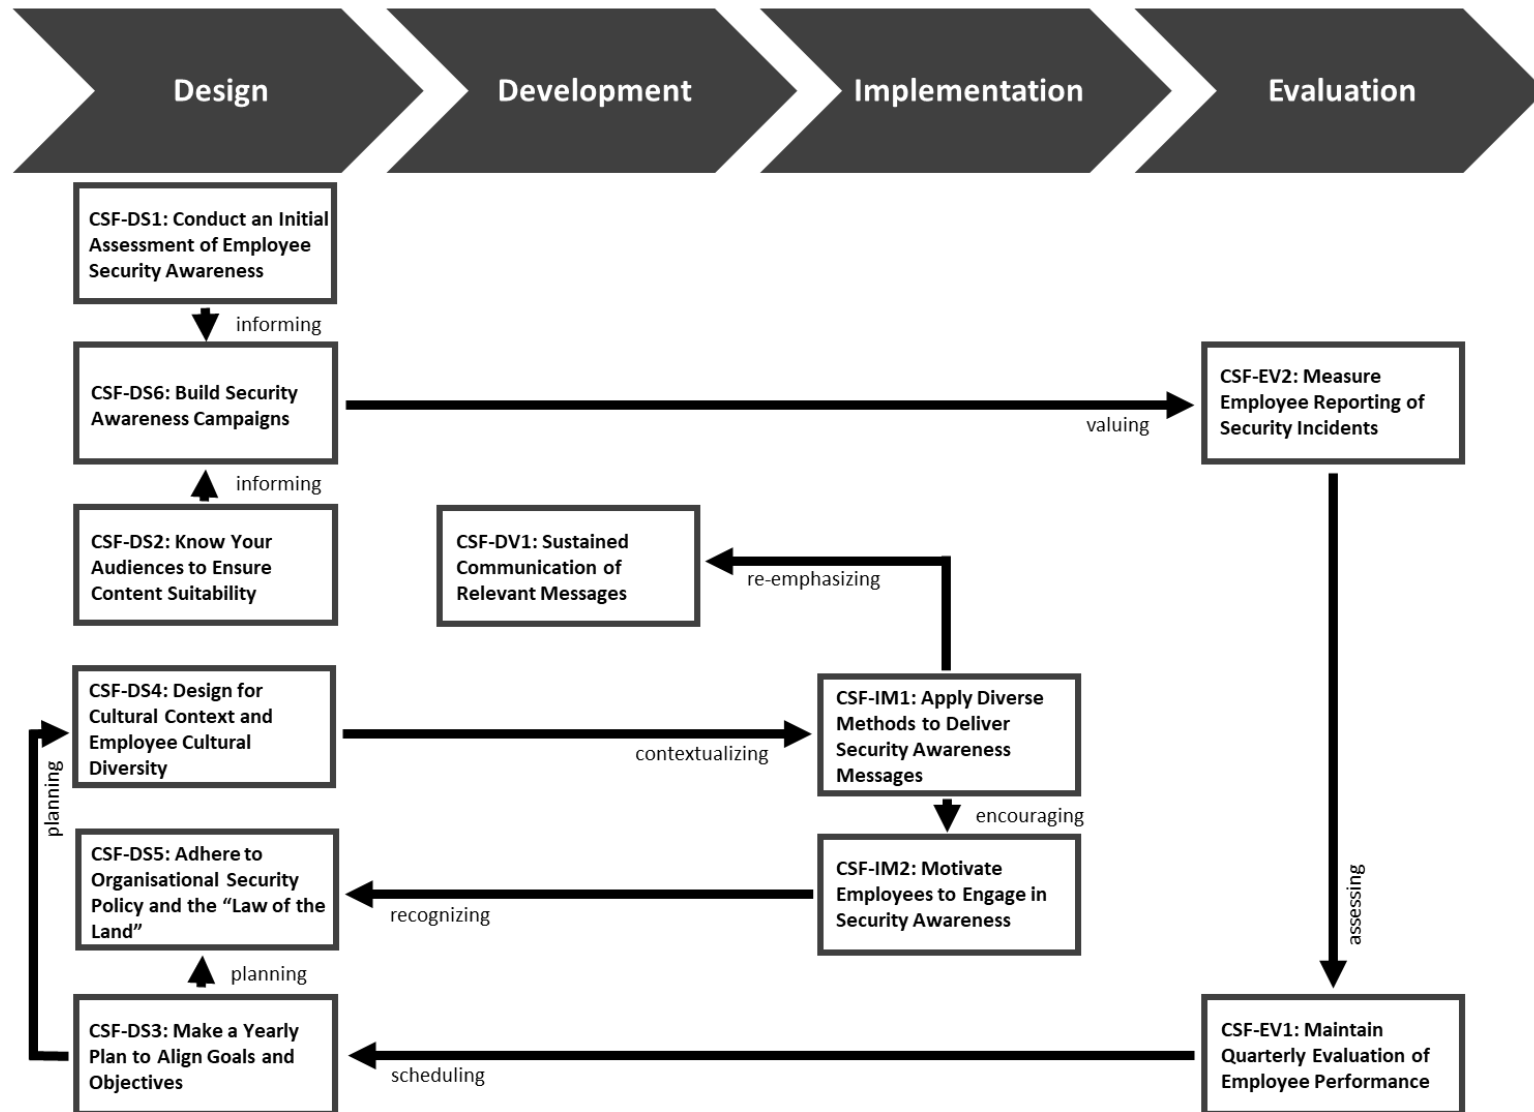 Design
Development
Implementation
Evaluation
CSF-DS1: Conduct an Initial
Assessment of Employee
Security Awareness
informing
CSF-DS6: Build Security
Awareness Campaigns
valuing
CSF-EV2: Measure
Employee Reporting of
Security Incidents
informing
CSF-DS2: Know Your
Audiences to Ensure
Content Suitability
CSF-DV1: Sustained
Communication of
Relevant Messages
re-emphasizing
CSF-DS4: Design for
Cultural Context and
Employee Cultural
Diversity
contextualizing
CSF-IM1: Apply Diverse
Methods to Deliver
Security Awareness
Messages
planning
encouraging
CSF-DS5: Adhere to
Organisational Security
Policy and the “Law of the
Land”
recognizing
CSF-IM2: Motivate
Employees to Engage in
Security Awareness
assessing
planning
CSF-DS3: Make a Yearly
Plan to Align Goals and
Objectives
scheduling
CSF-EV1: Maintain
Quarterly Evaluation of
Employee Performance